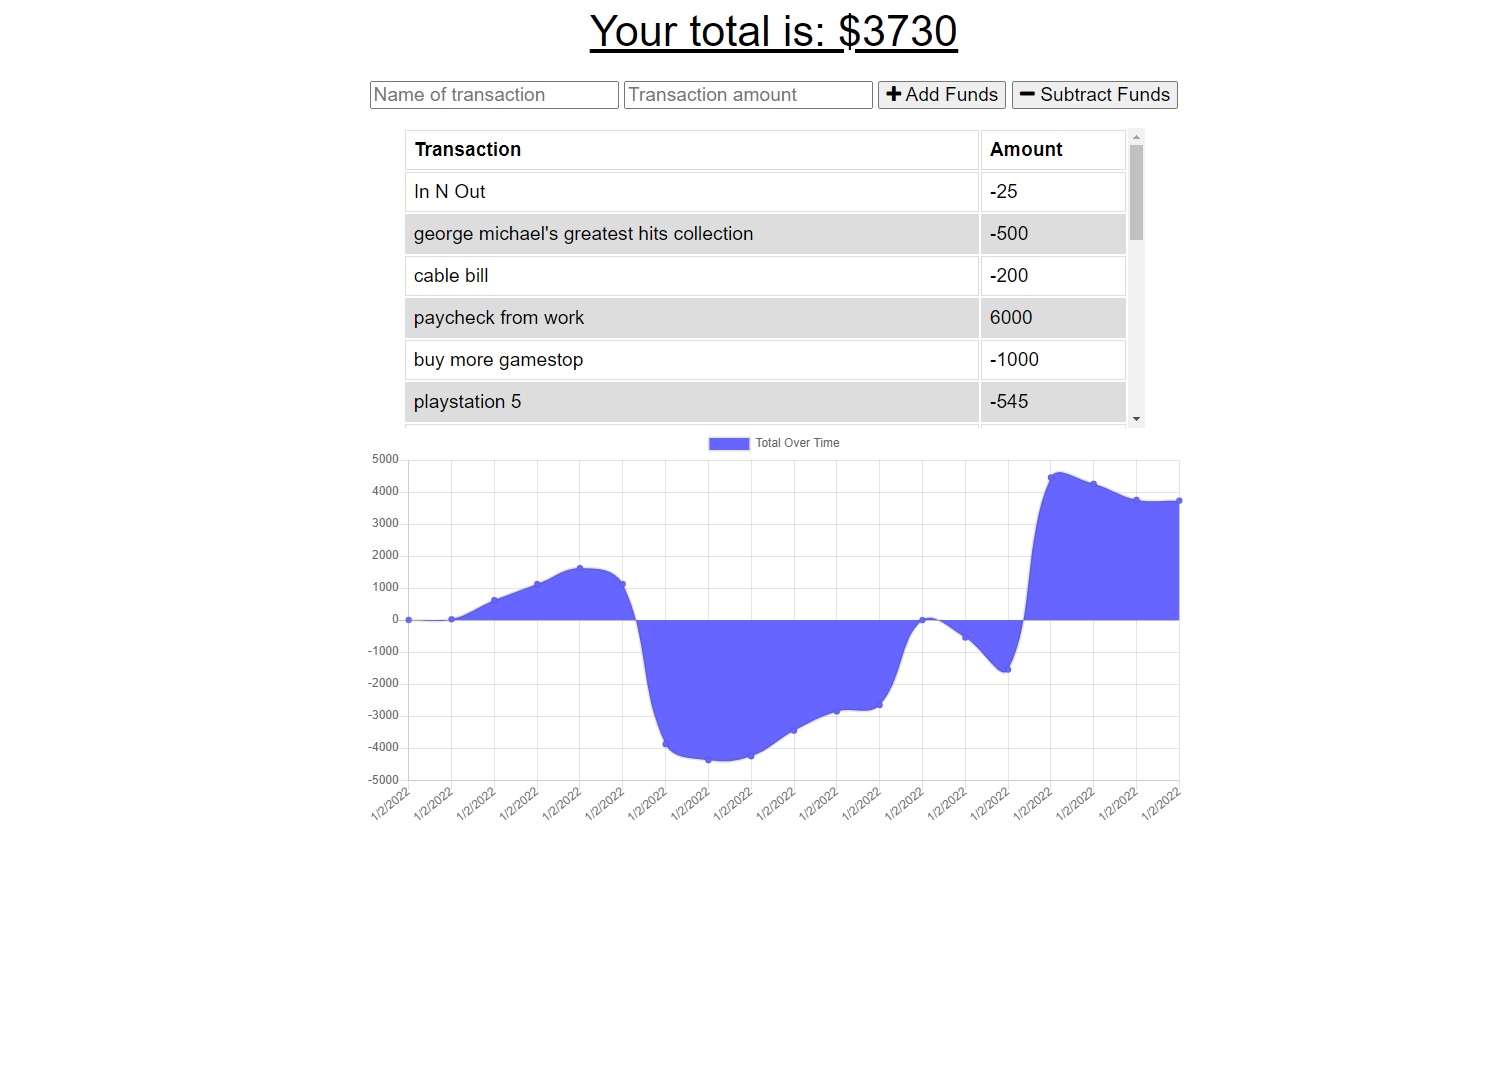 Your total is: $3730
Name of transaction Transaction amount + Add Funds − Subtract Funds
Transaction Amount
In N Out -25
george michael's greatest hits collection -500
cable bill -200
paycheck from work 6000
buy more gamestop -1000
playstation 5 -545
Total Over Time
5000
4000
3000
2000
1000
0
-1000
-2000
-3000
-4000
-5000
1/2/2022 1/2/2022 1/2/2022 1/2/2022 1/2/2022 1/2/2022 1/2/2022 1/2/2022 1/2/2022 1/2/2022 1/2/2022 1/2/2022 1/2/2022 1/2/2022 1/2/2022 1/2/2022 1/2/2022 1/2/2022 1/2/2022